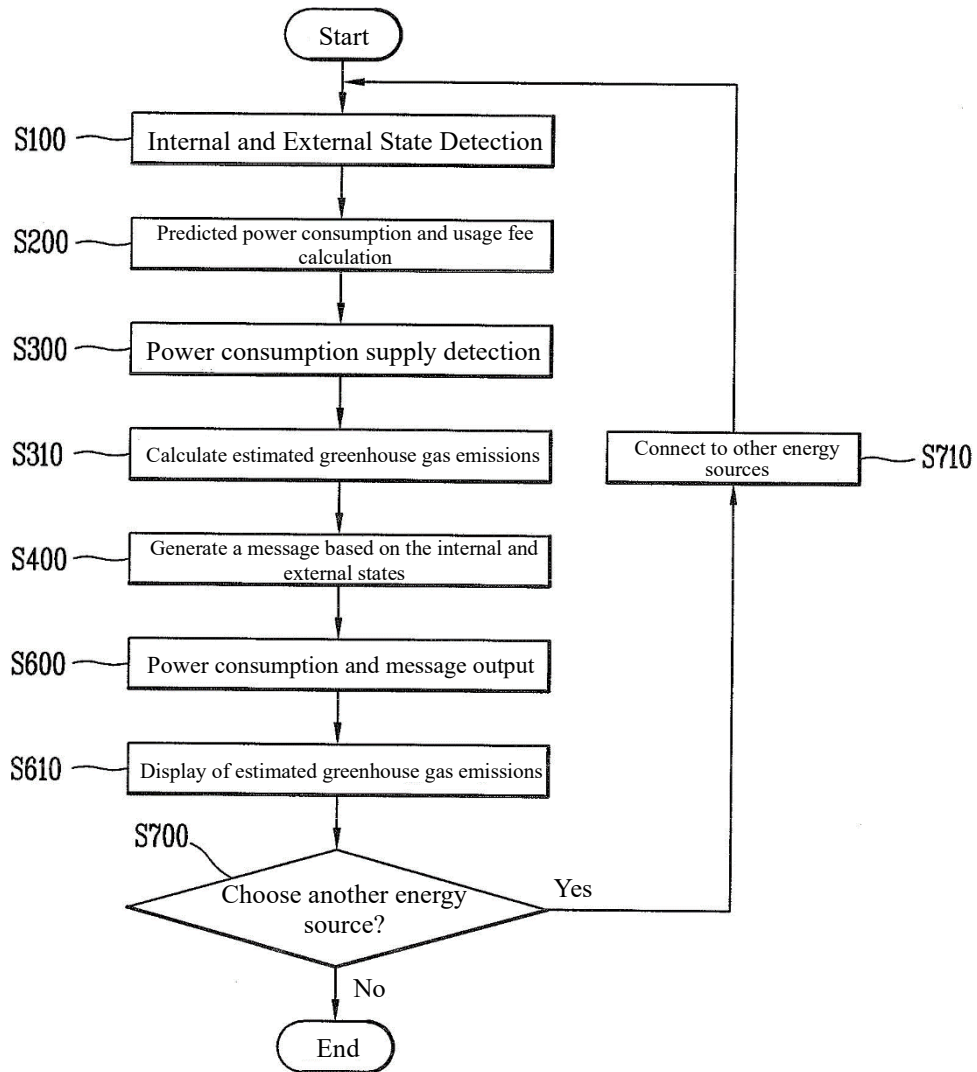 Start
S100
Internal and External State Detection
S200
Predicted power consumption and usage fee
calculation
S300
Power consumption supply detection
S310
Calculate estimated greenhouse gas emissions
Connect to other energy
sources
S710
S400
Generate a message based on the internal and
external states
S600
Power consumption and message output
S610
Display of estimated greenhouse gas emissions
S700
Choose another energy
source?
Yes
No
End